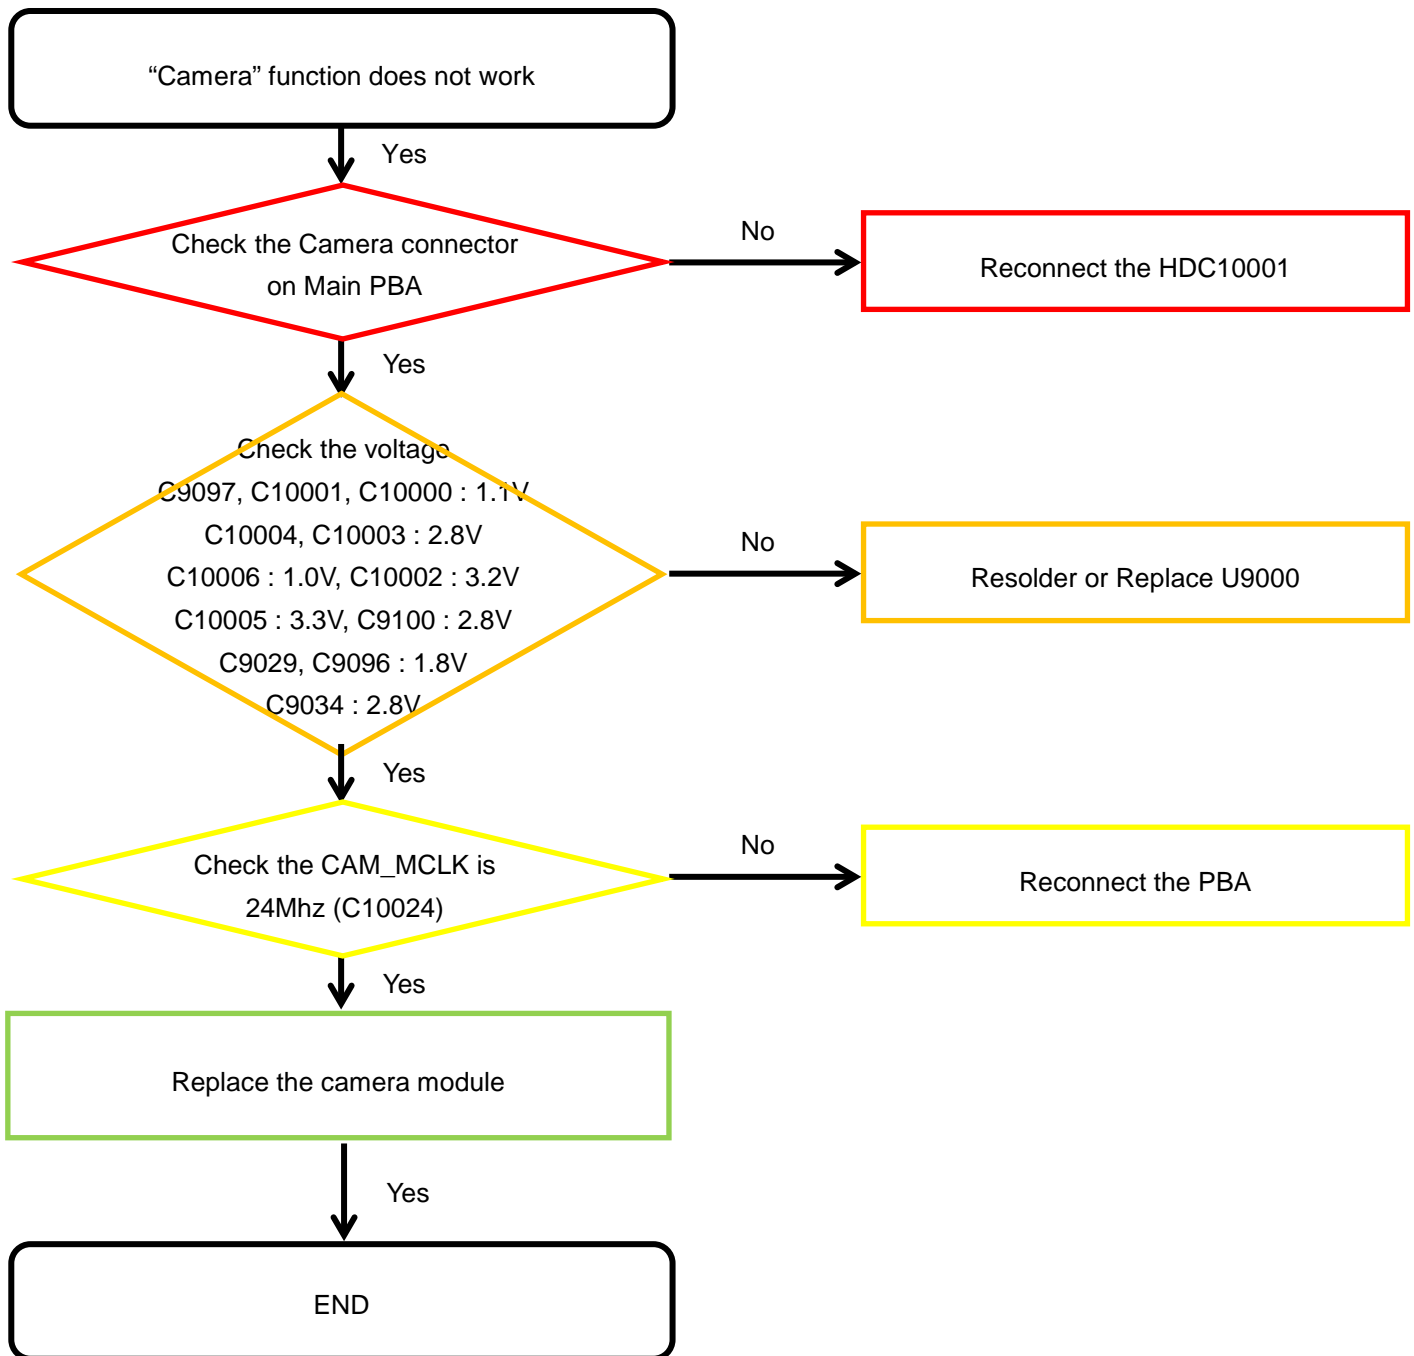 “Camera” function does not work
Yes
Check the Camera connector
on Main PBA
No
Reconnect the HDC10001
Yes
Check the voltage
C9097, C10001, C10000 : 1.1V
C10004, C10003 : 2.8V
C10006 : 1.0V, C10002 : 3.2V
C10005 : 3.3V, C9100 : 2.8V
C9029, C9096 : 1.8V
C9034 : 2.8V
No
Resolder or Replace U9000
Yes
Check the CAM_MCLK is
24Mhz (C10024)
No
Reconnect the PBA
Yes
Replace the camera module
Yes
END